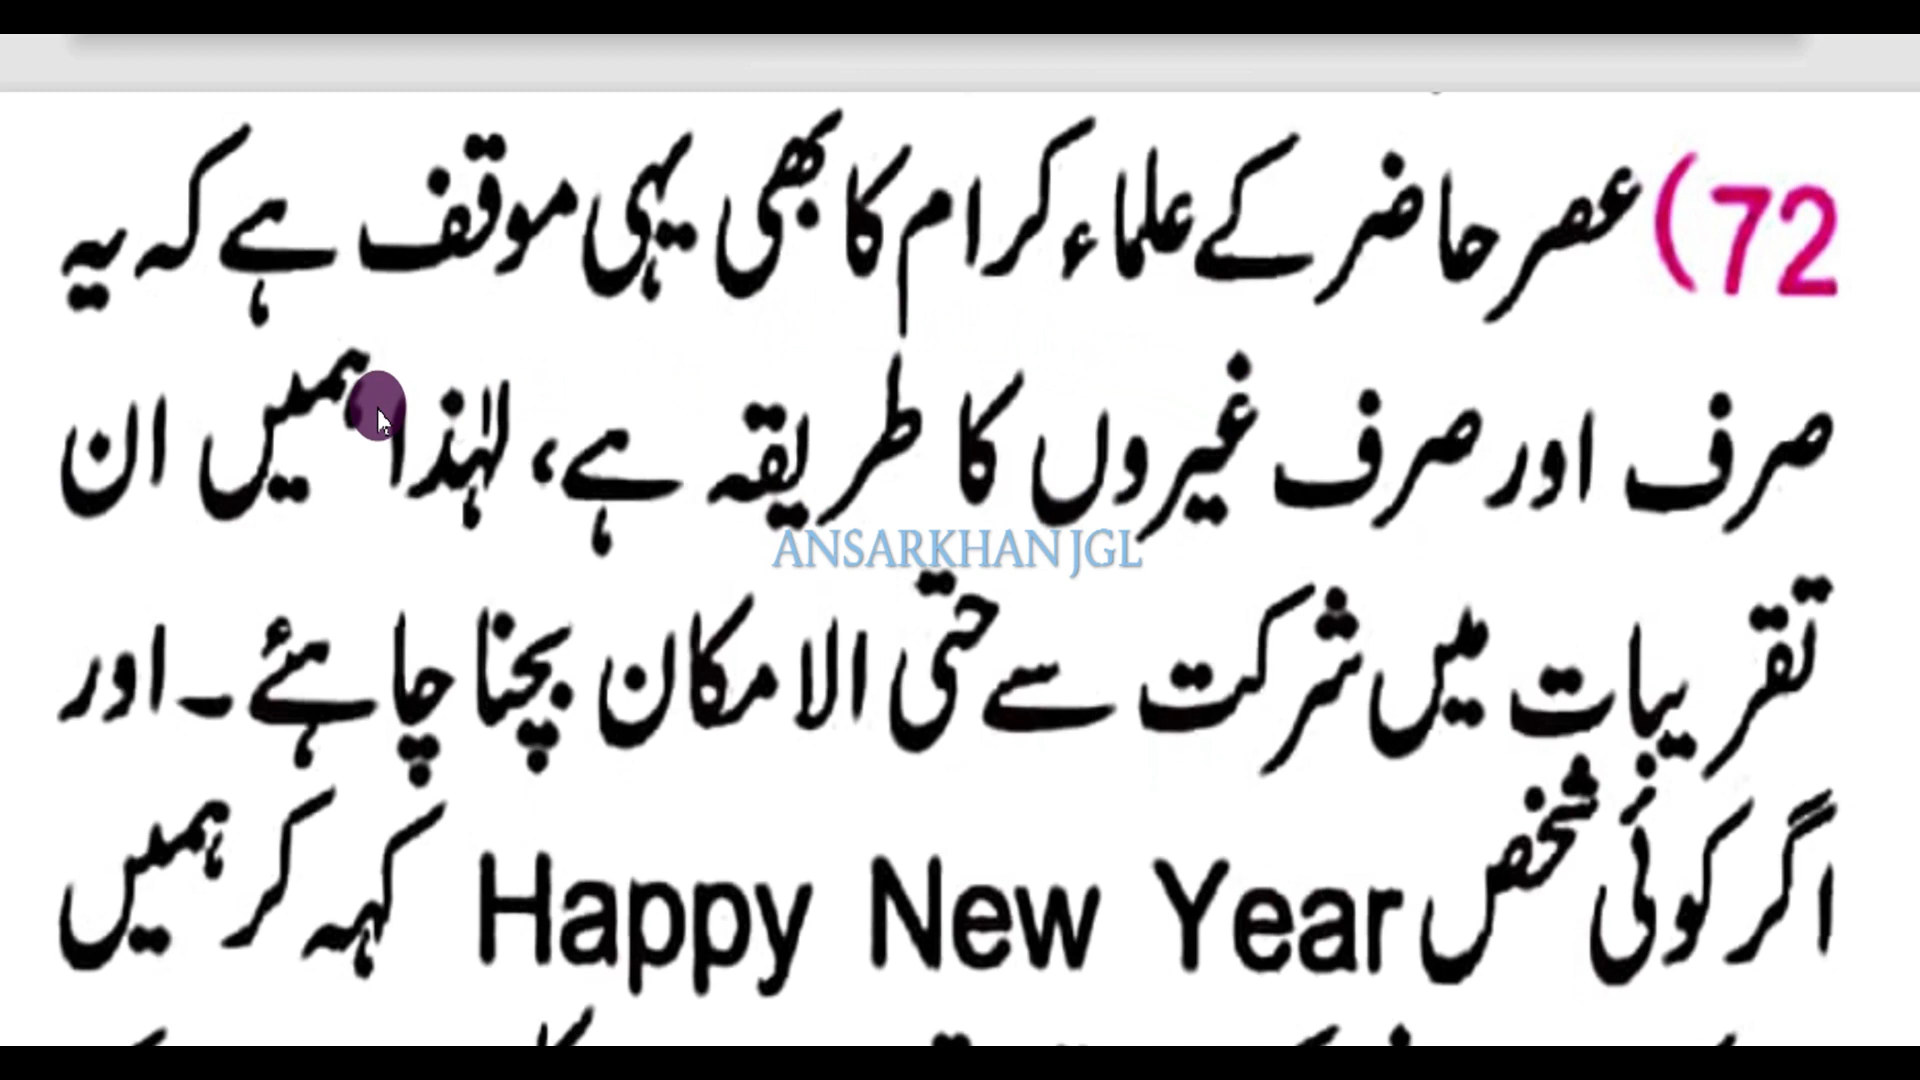 72) عصر حاضر کے علماء کرام کا بھی یہی موقف ہے کہ یہ
صرف اور صرف غیروں کا طریقہ ہے، لہٰذا ہمیں ان
ANSARKHAN JGL
تقریبات میں شرکت سے حتی الامکان بچنا چاہئے۔ اور
اگر کوئی شخص Happy New Year کہہ کر ہمیں